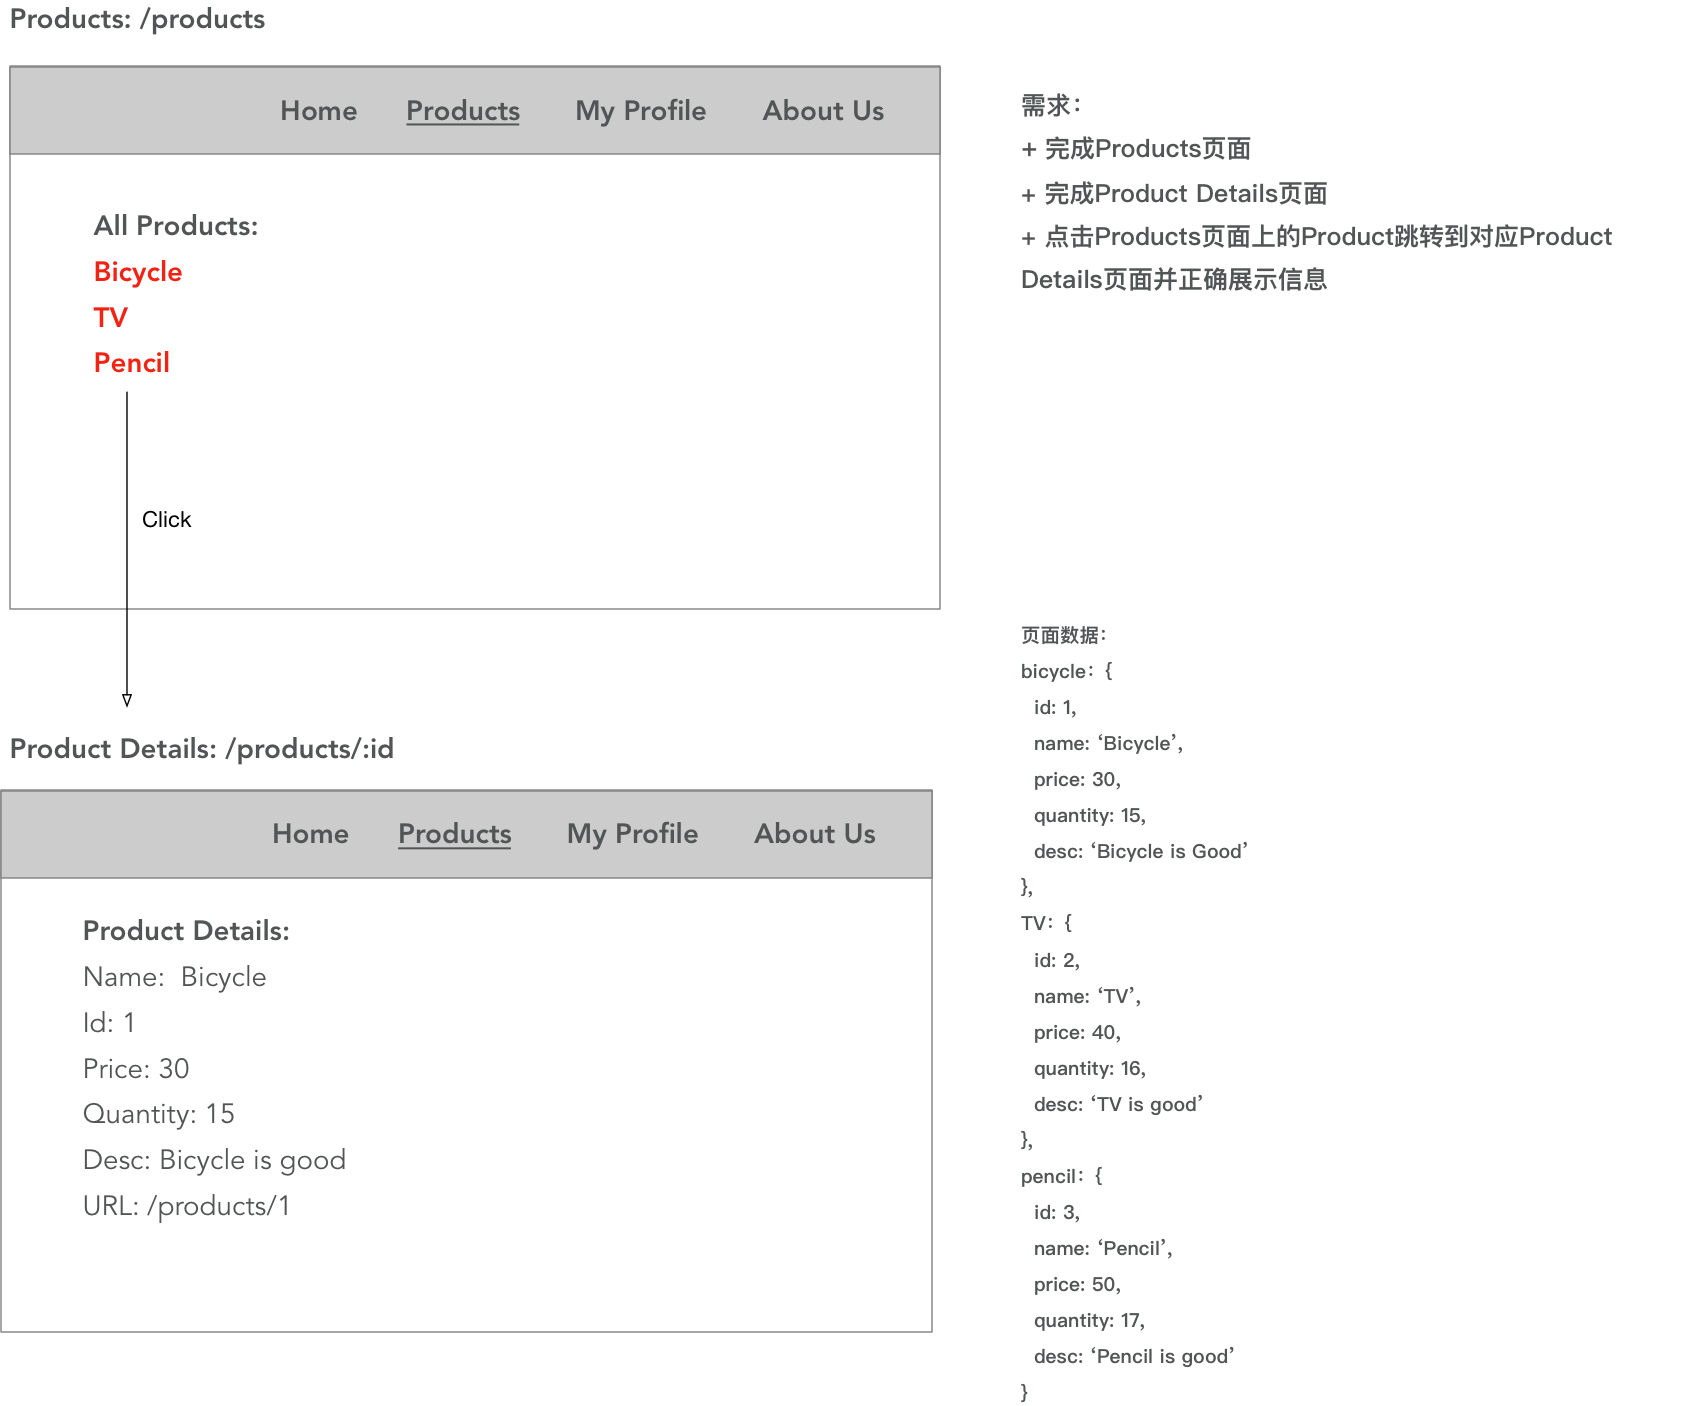 Products: /products
Home Products My Profile About Us
All Products:
Bicycle
TV
Pencil
Click
Product Details: /products/:id
Home Products My Profile About Us
Product Details:
Name:  Bicycle
Id: 1
Price: 30
Quantity: 15
Desc: Bicycle is good
URL: /products/1
需求：
+ 完成Products页面
+ 完成Product Details页面
+ 点击Products页面上的Product跳转到对应Product
Details页面并正确展示信息
页面数据：
bicycle：{
id: 1,
name: ‘Bicycle’,
price: 30,
quantity: 15,
desc: ‘Bicycle is Good’
},
TV：{
id: 2,
name: ‘TV’,
price: 40,
quantity: 16,
desc: ‘TV is good’
},
pencil：{
id: 3,
name: ‘Pencil’,
price: 50,
quantity: 17,
desc: ‘Pencil is good’
}